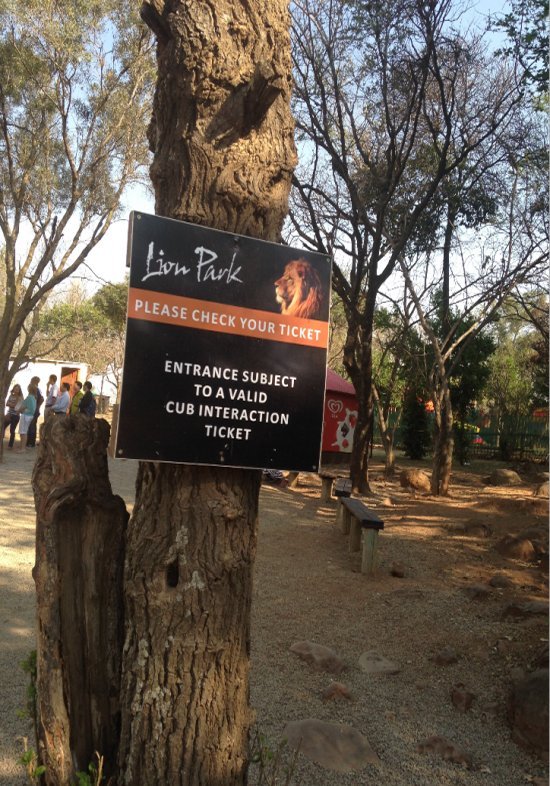 Lion Park
PLEASE CHECK YOUR TICKET
ENTRANCE SUBJECT
TO A VALID
CUB INTERACTION
TICKET